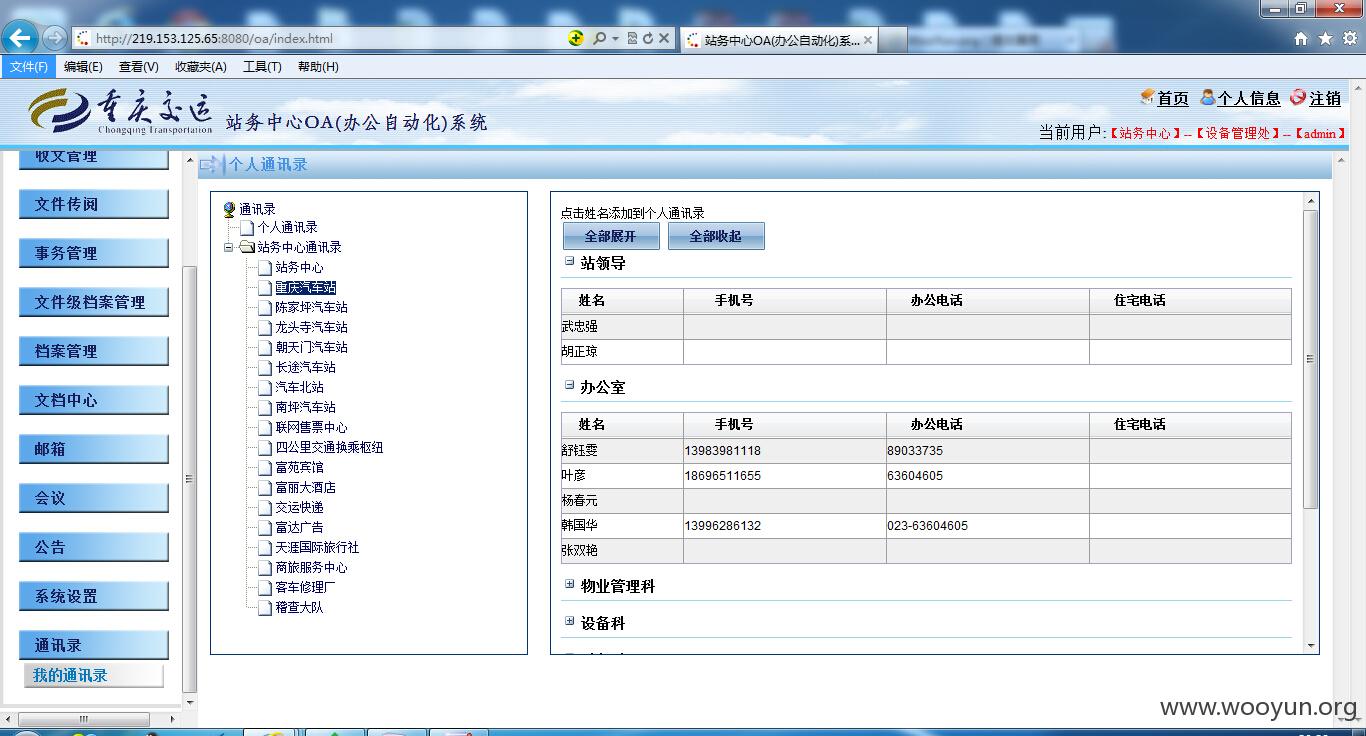 http://219.153.125.65:8080/oa/index.html
站务中心OA(办公自动化)系...
文件(F) 编辑(E) 查看(V) 收藏夹(A) 工具(T) 帮助(H)
重庆交运
Chongqing Transportation
站务中心OA(办公自动化)系统
首页 个人信息 注销
当前用户:【站务中心】--【设备管理处】--【admin】
收文管理
文件传阅
事务管理
文件级档案管理
档案管理
文档中心
邮箱
会议
公告
系统设置
通讯录
我的通讯录
个人通讯录
通讯录
个人通讯录
站务中心通讯录
站务中心
重庆汽车站
陈家坪汽车站
龙头寺汽车站
朝天门汽车站
长途汽车站
汽车北站
南坪汽车站
联网售票中心
四公里交通换乘枢纽
富苑宾馆
富丽大酒店
交运快递
富达广告
天涯国际旅行社
商旅服务中心
客车修理厂
稽查大队
点击姓名添加到个人通讯录
全部展开 全部收起
站领导
姓名 手机号 办公电话 住宅电话
武忠强
胡正琼
办公室
姓名 手机号 办公电话 住宅电话
舒钰雯 13983981118 89033735
叶彦 18696511655 63604605
杨春元
韩国华 13996286132 023-63604605
张双艳
物业管理科
设备科
www.wooyun.org